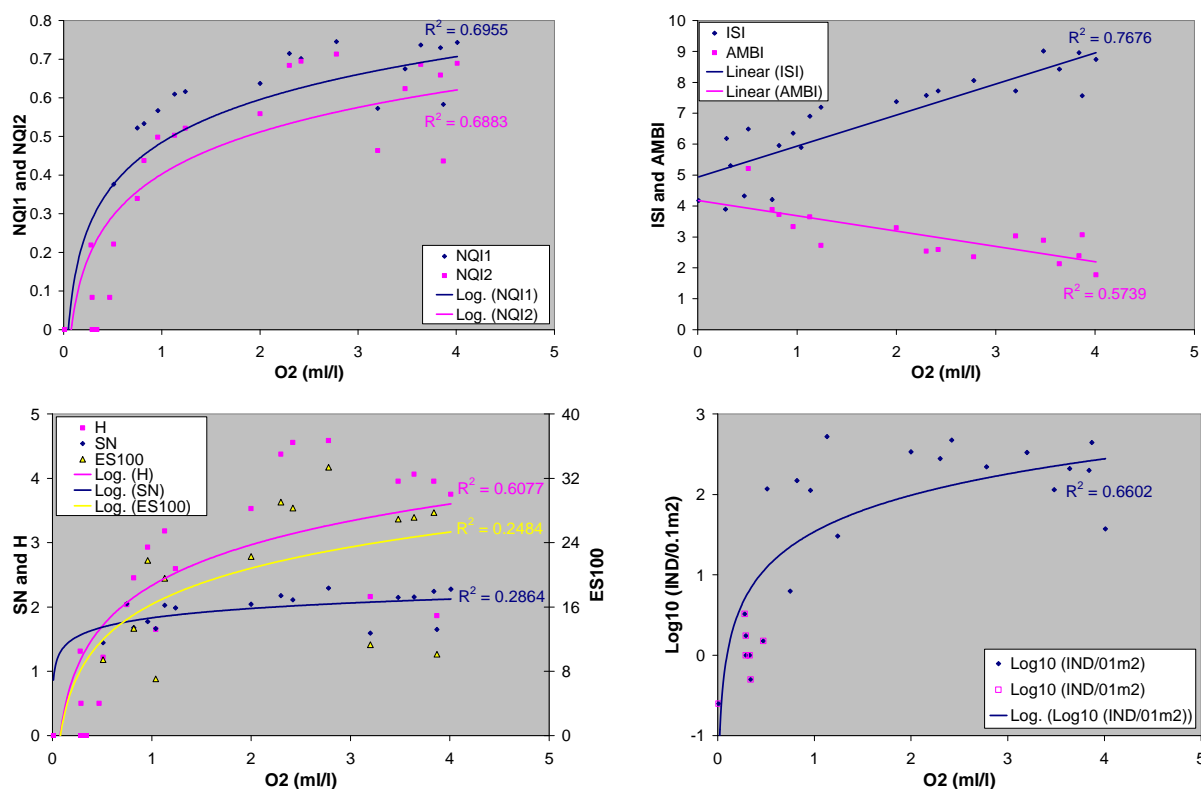 R² = 0.6955
R² = 0.6883
NQI1 and NQI2
0.8
0.7
0.6
0.5
0.4
0.3
0.2
0.1
0
NQI1
NQI2
Log. (NQI1)
Log. (NQI2)
0 1 2 3 4 5
O2 (ml/l)
ISI
AMBI
Linear (ISI)
Linear (AMBI)
R² = 0.7676
R² = 0.5739
ISI and AMBI
10
9
8
7
6
5
4
3
2
1
0
0 1 2 3 4 5
O2 (ml/l)
H
SN
ES100
Log. (H)
Log. (SN)
Log. (ES100)
R² = 0.6077
R² = 0.2484
R² = 0.2864
SN and H
5
4
3
2
1
0
ES100
40
32
24
16
8
0
0 1 2 3 4 5
O2 (ml/l)
R² = 0.6602
Log10 (IND/0.1m2)
3
2
1
0
-1
Log10 (IND/01m2)
Log10 (IND/01m2)
Log. (Log10 (IND/01m2))
0 1 2 3 4 5
O2 (ml/l)